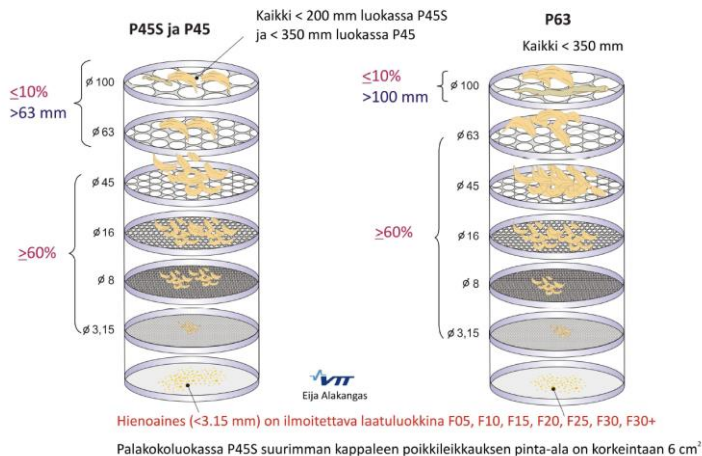 P45S ja P45
Kaikki < 200 mm luokassa P45S
ja < 350 mm luokassa P45
≤10%
>63 mm
ø 100
ø 63
ø 45
ø 16
ø 8
ø 3,15
≥60%
P63
Kaikki < 350 mm
≤10%
>100 mm
ø 100
ø 63
ø 45
ø 16
ø 8
ø 3,15
≥60%
VTT
Eija Alakangas
Hienoaines (<3.15 mm) on ilmoitettava laatuluokkina F05, F10, F15, F20, F25, F30, F30+
Palakokoluokassa P45S suurimman kappaleen poikkileikkauksen pinta-ala on korkeintaan 6 cm²